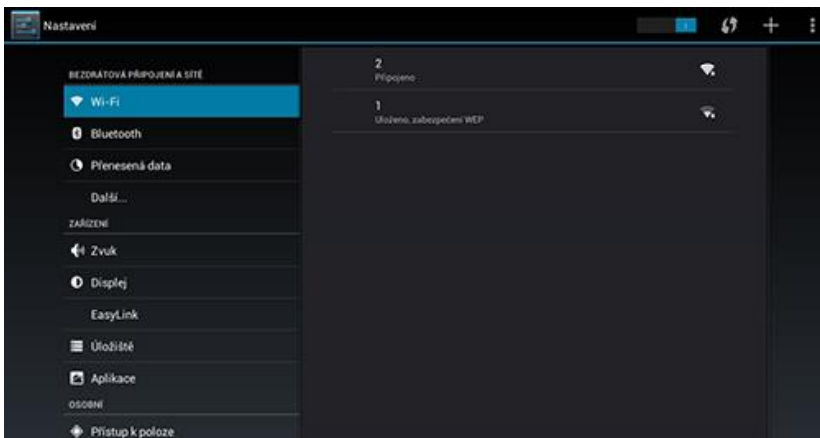 Nastavení
BEZDRÁTOVÁ PŘIPOJENÍ A SÍTĚ
Wi-Fi
Bluetooth
Přenesená data
Další...
ZAŘÍZENÍ
Zvuk
Displej
EasyLink
Úložiště
Aplikace
OSOBNÍ
Přístup k poloze
2
Připojeno
1
Uloženo, zabezpečení WEP